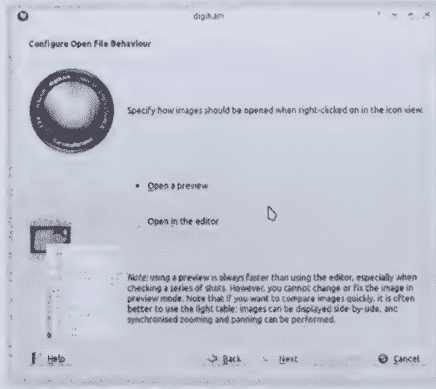 digiKam
Configure Open File Behaviour
Specify how images should be opened when right-clicked on in the icon view.
Open a preview
Open in the editor
Note: using a preview is always faster than using the editor, especially when
checking a series of shots. However, you cannot change or fix the image in
preview mode. Note that if you want to compare images quickly, it is often
better to use the light table: images can be displayed side-by-side, and
synchronised zooming and panning can be performed.
Help
Back
Next
Cancel